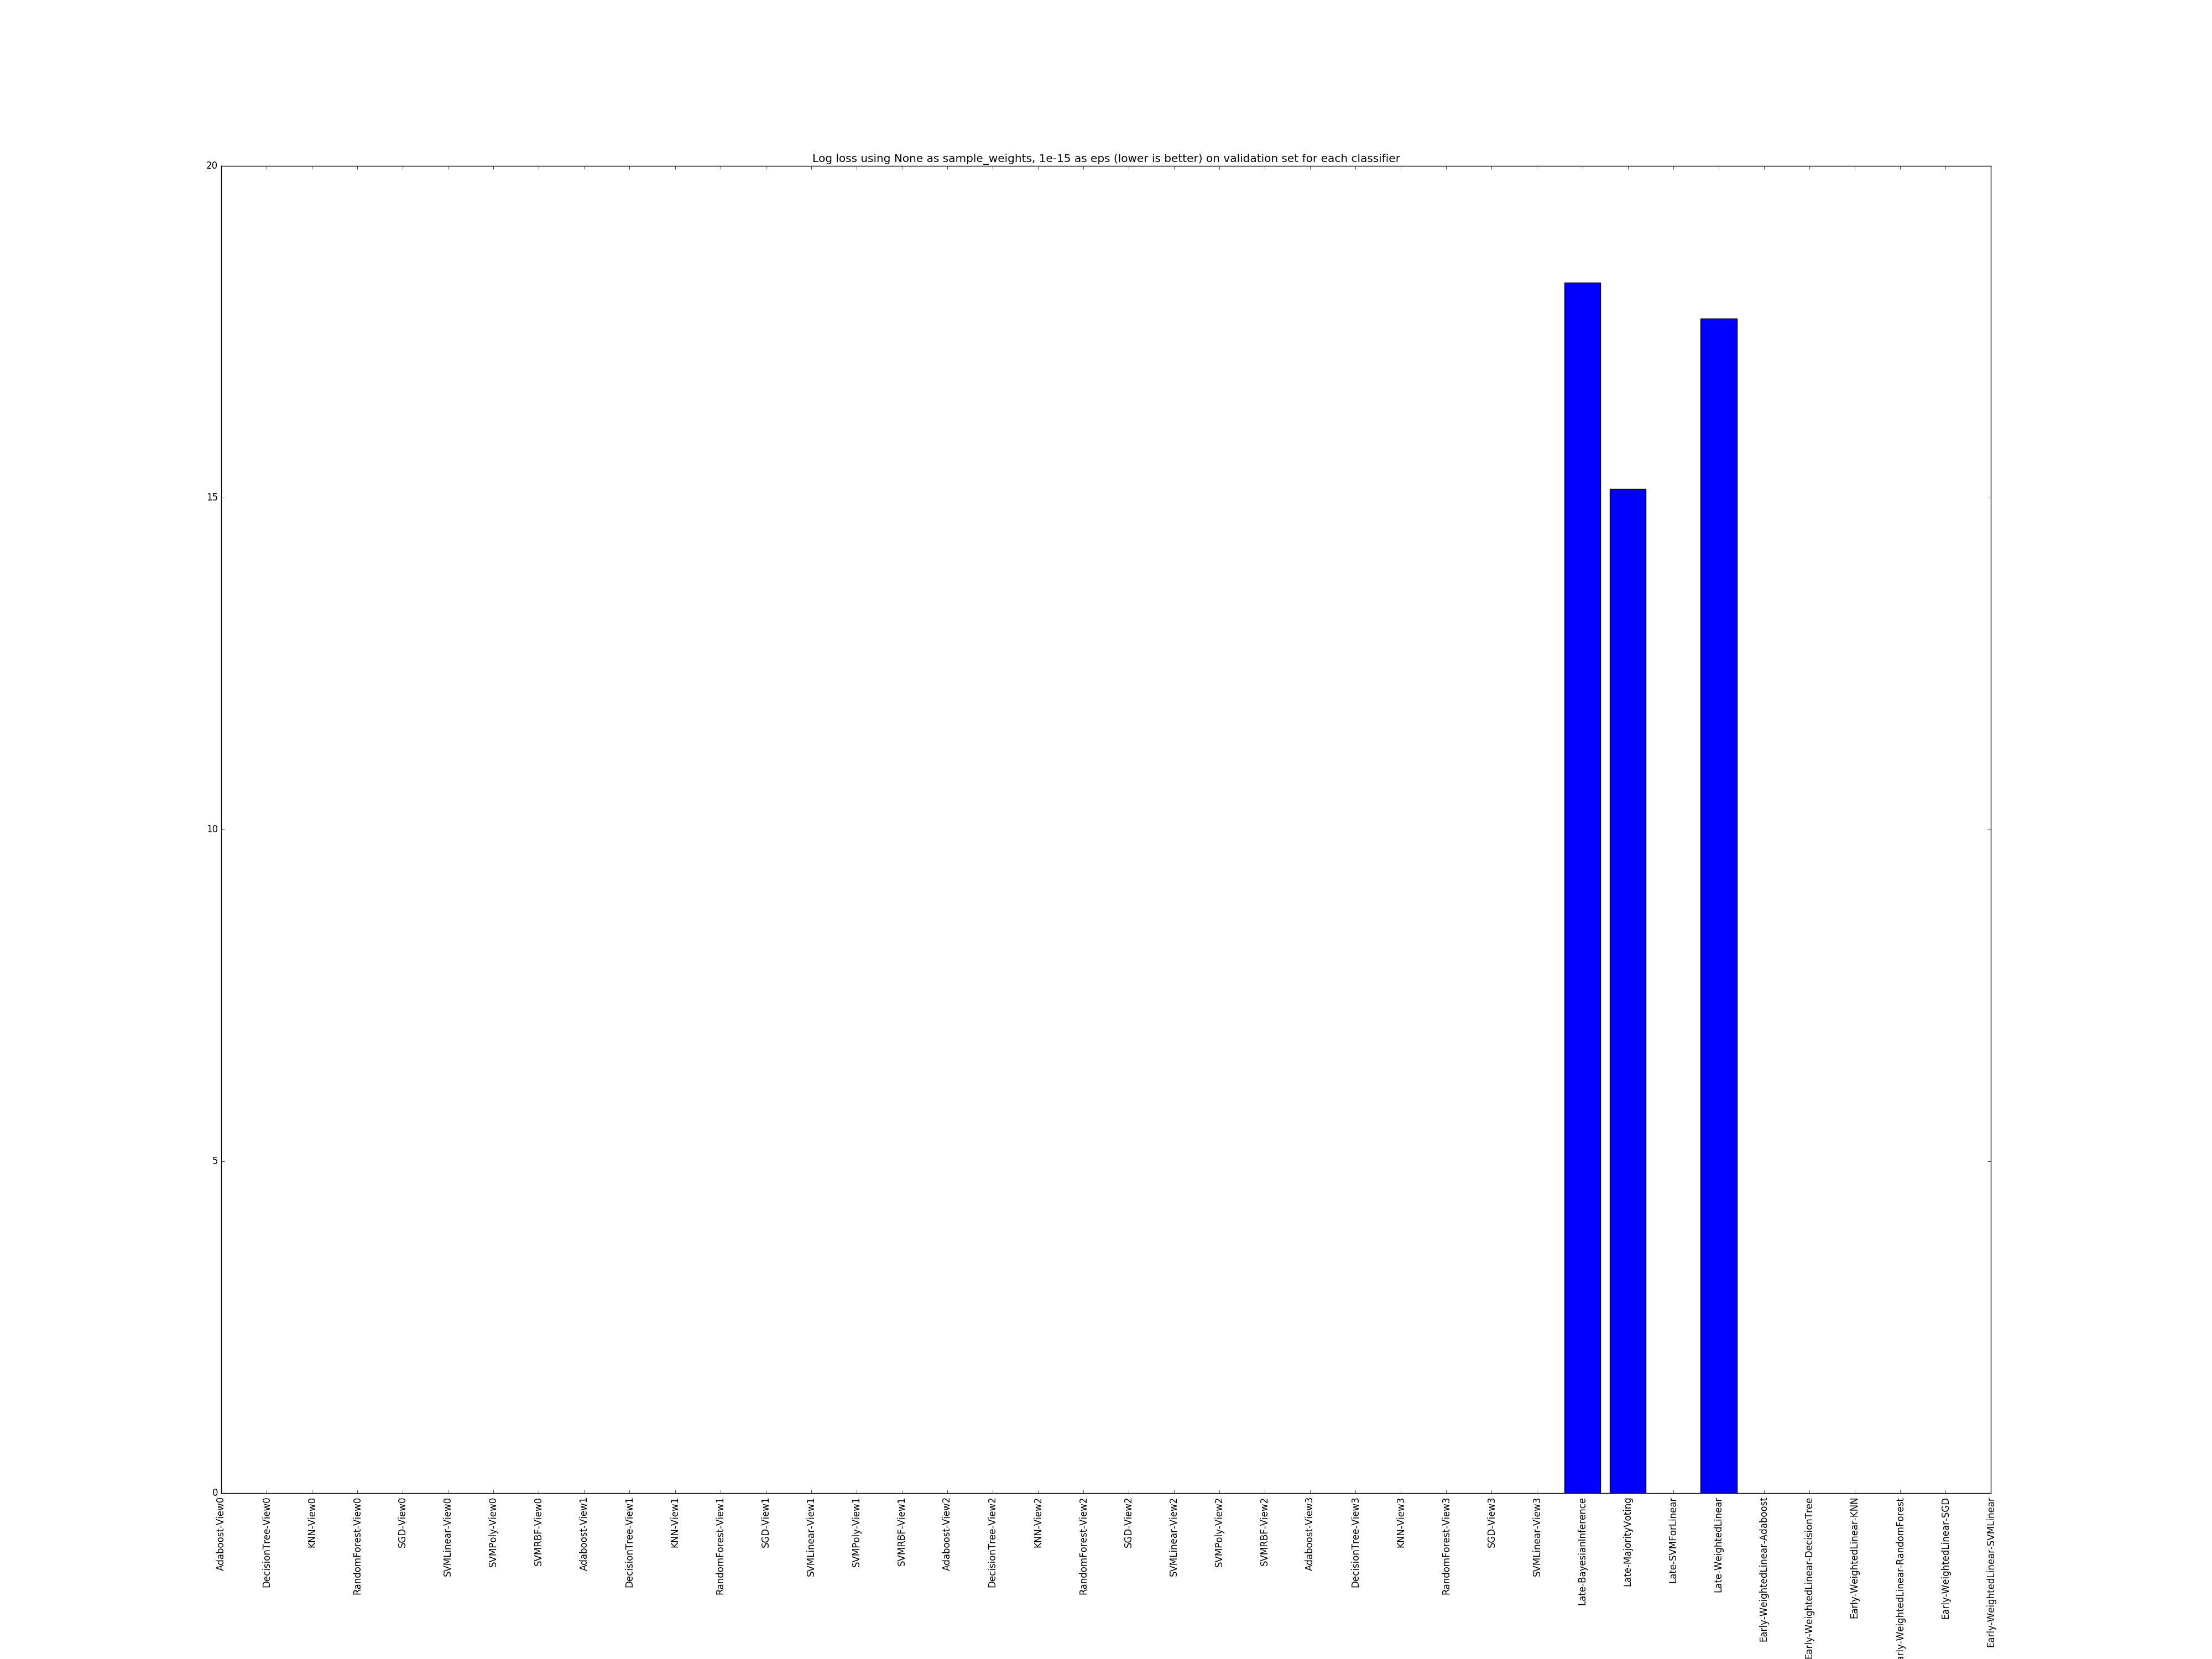 Log loss using None as sample_weights, 1e-15 as eps (lower is better) on validation set for each classifier
20
15
10
5
0
Adaboost-View0
DecisionTree-View0
KNN-View0
RandomForest-View0
SGD-View0
SVMLinear-View0
SVMPoly-View0
SVMRBF-View0
Adaboost-View1
DecisionTree-View1
KNN-View1
RandomForest-View1
SGD-View1
SVMLinear-View1
SVMPoly-View1
SVMRBF-View1
Adaboost-View2
DecisionTree-View2
KNN-View2
RandomForest-View2
SGD-View2
SVMLinear-View2
SVMPoly-View2
SVMRBF-View2
Adaboost-View3
DecisionTree-View3
KNN-View3
RandomForest-View3
SGD-View3
SVMLinear-View3
Late-BayesianInference
Late-MajorityVoting
Late-SVMForLinear
Late-WeightedLinear
Early-WeightedLinear-Adaboost
Early-WeightedLinear-DecisionTree
Early-WeightedLinear-KNN
arly-WeightedLinear-RandomForest
Early-WeightedLinear-SGD
Early-WeightedLinear-SVMLinear